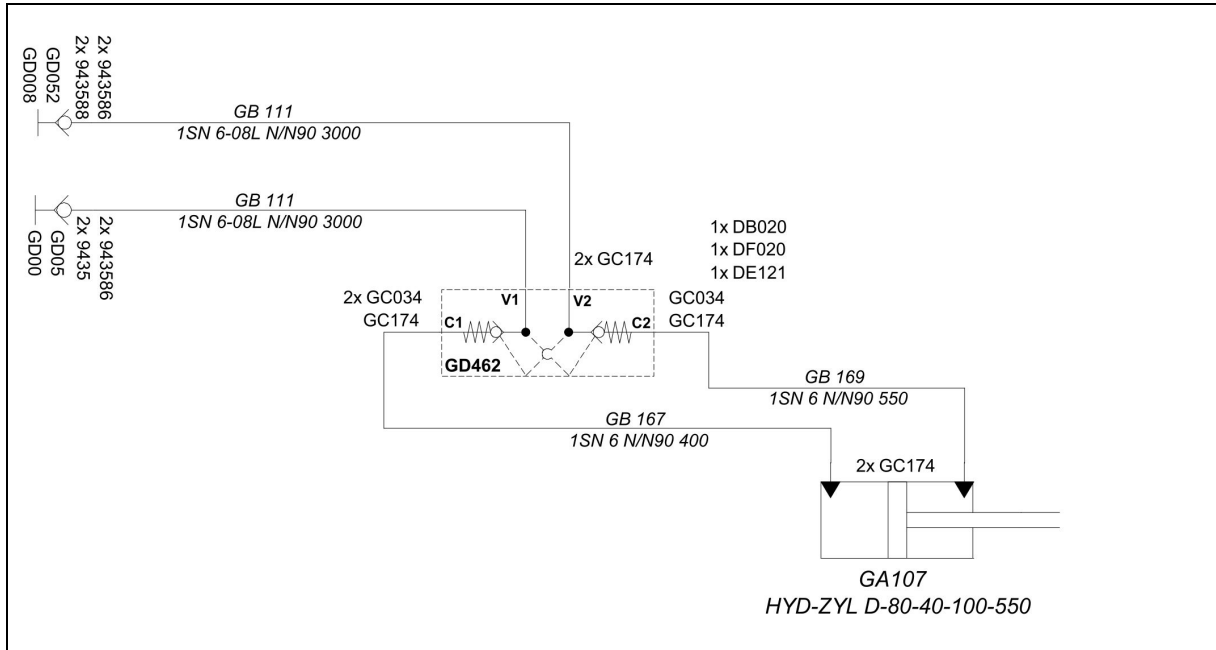 2x 943586
2x 943588
GD052
GD008
GB 111
1SN 6-08L N/N90 3000
GB 111
1SN 6-08L N/N90 3000
2x 943586
2x 9435
GD05
GD00
1x DB020
1x DF020
1x DE121
2x GC174
2x GC034
GC174
V1
V2
C1
C2
GD462
GC034
GC174
GB 169
1SN 6 N/N90 550
GB 167
1SN 6 N/N90 400
2x GC174
GA107
HYD-ZYL D-80-40-100-550